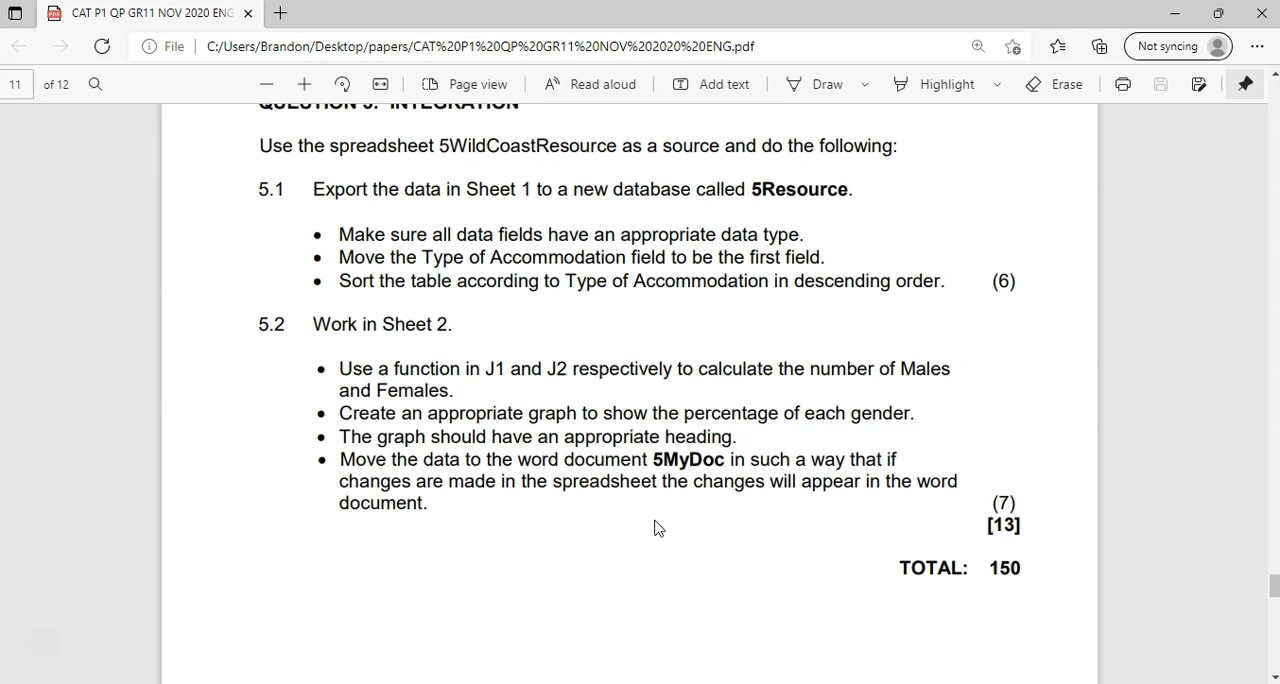 CAT P1 QP GR11 NOV 2020 ENG
File C:/Users/Brandon/Desktop/papers/CAT%20P1%20QP%20GR11%20NOV%202020%20ENG.pdf Not syncing
11 of 12 Page view Read aloud Add text Draw Highlight Erase
QUESTION 5: INTEGRATION
Use the spreadsheet 5WildCoastResource as a source and do the following:
5.1 Export the data in Sheet 1 to a new database called 5Resource.
• Make sure all data fields have an appropriate data type.
• Move the Type of Accommodation field to be the first field.
• Sort the table according to Type of Accommodation in descending order. (6)
5.2 Work in Sheet 2.
• Use a function in J1 and J2 respectively to calculate the number of Males
and Females.
• Create an appropriate graph to show the percentage of each gender.
• The graph should have an appropriate heading.
• Move the data to the word document 5MyDoc in such a way that if
changes are made in the spreadsheet the changes will appear in the word
document. (7)
[13]
TOTAL: 150